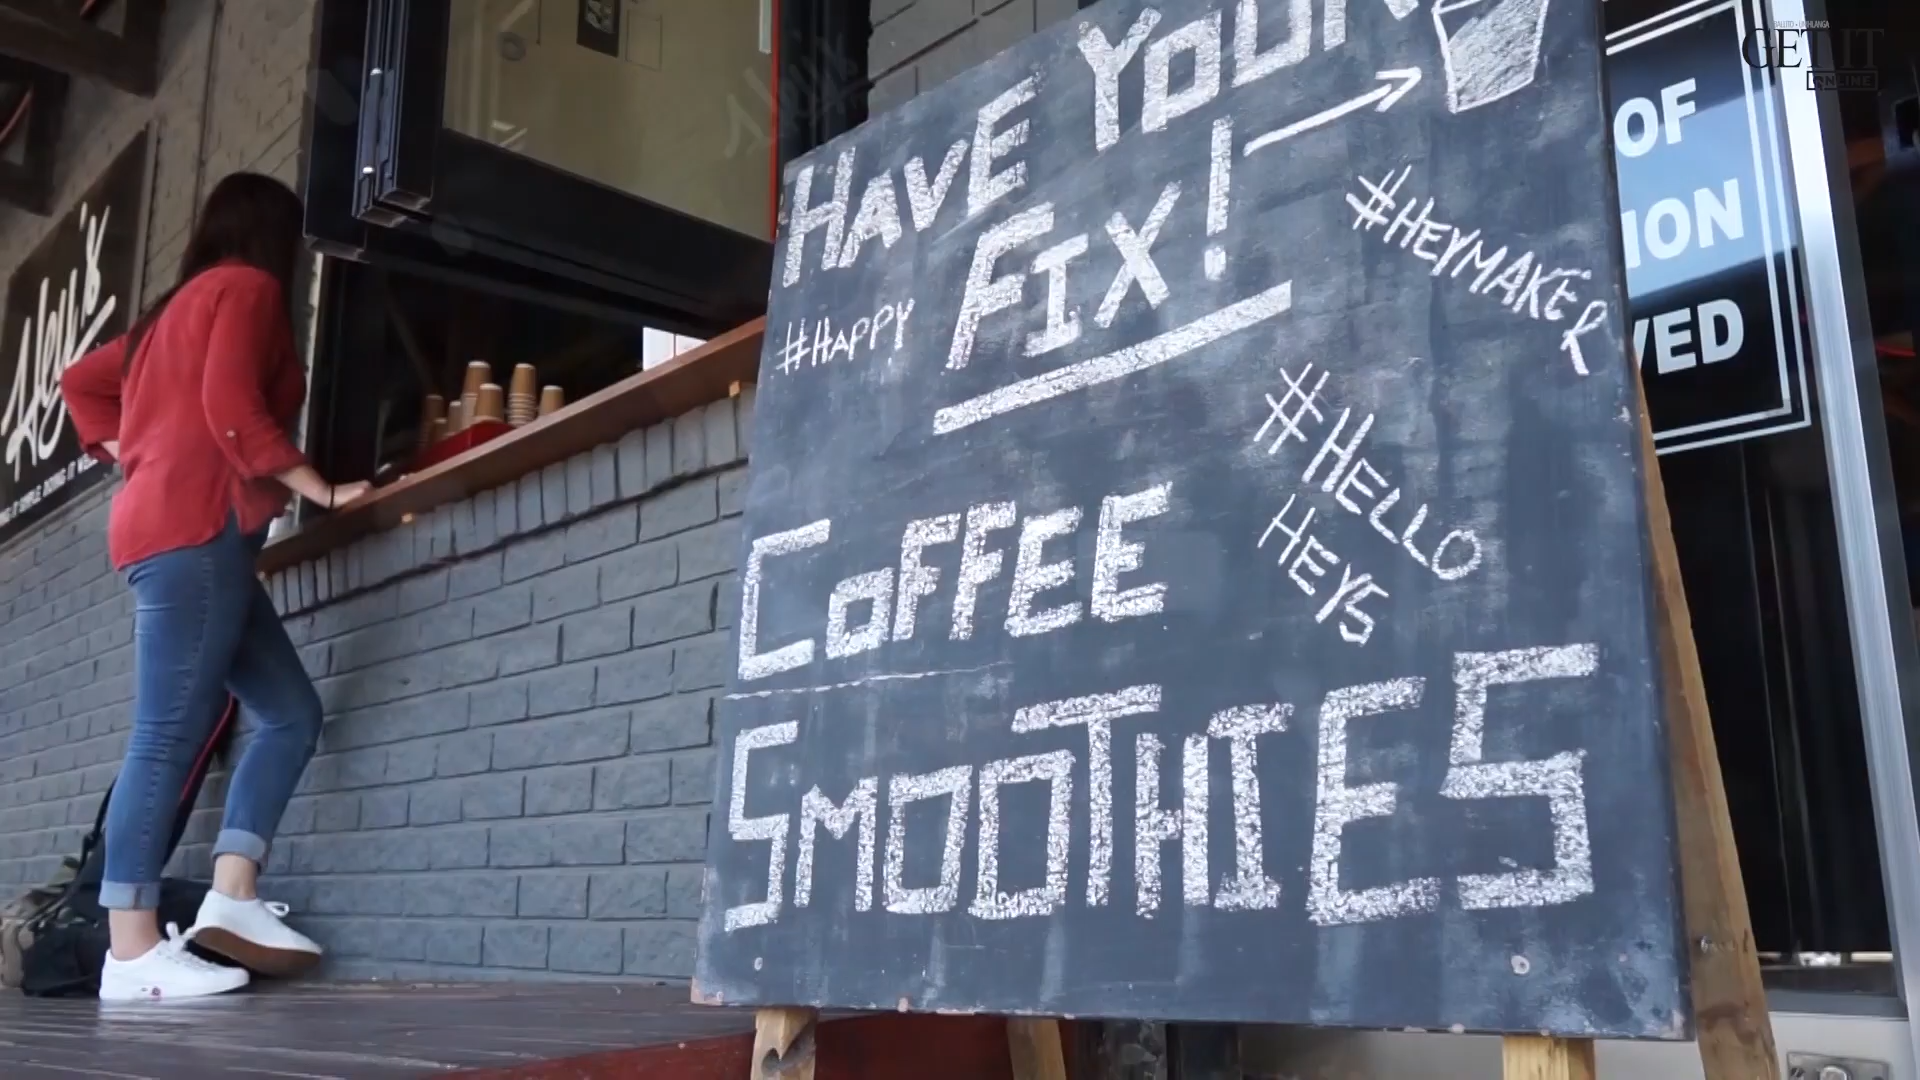 HAVE YOUR
FIX!
#HAPPY
#HEYMAKER
#HELLO
HEYS
COFFEE
SMOOTHIES
Hey's
OF
ION
VED
GET IT
ONLINE